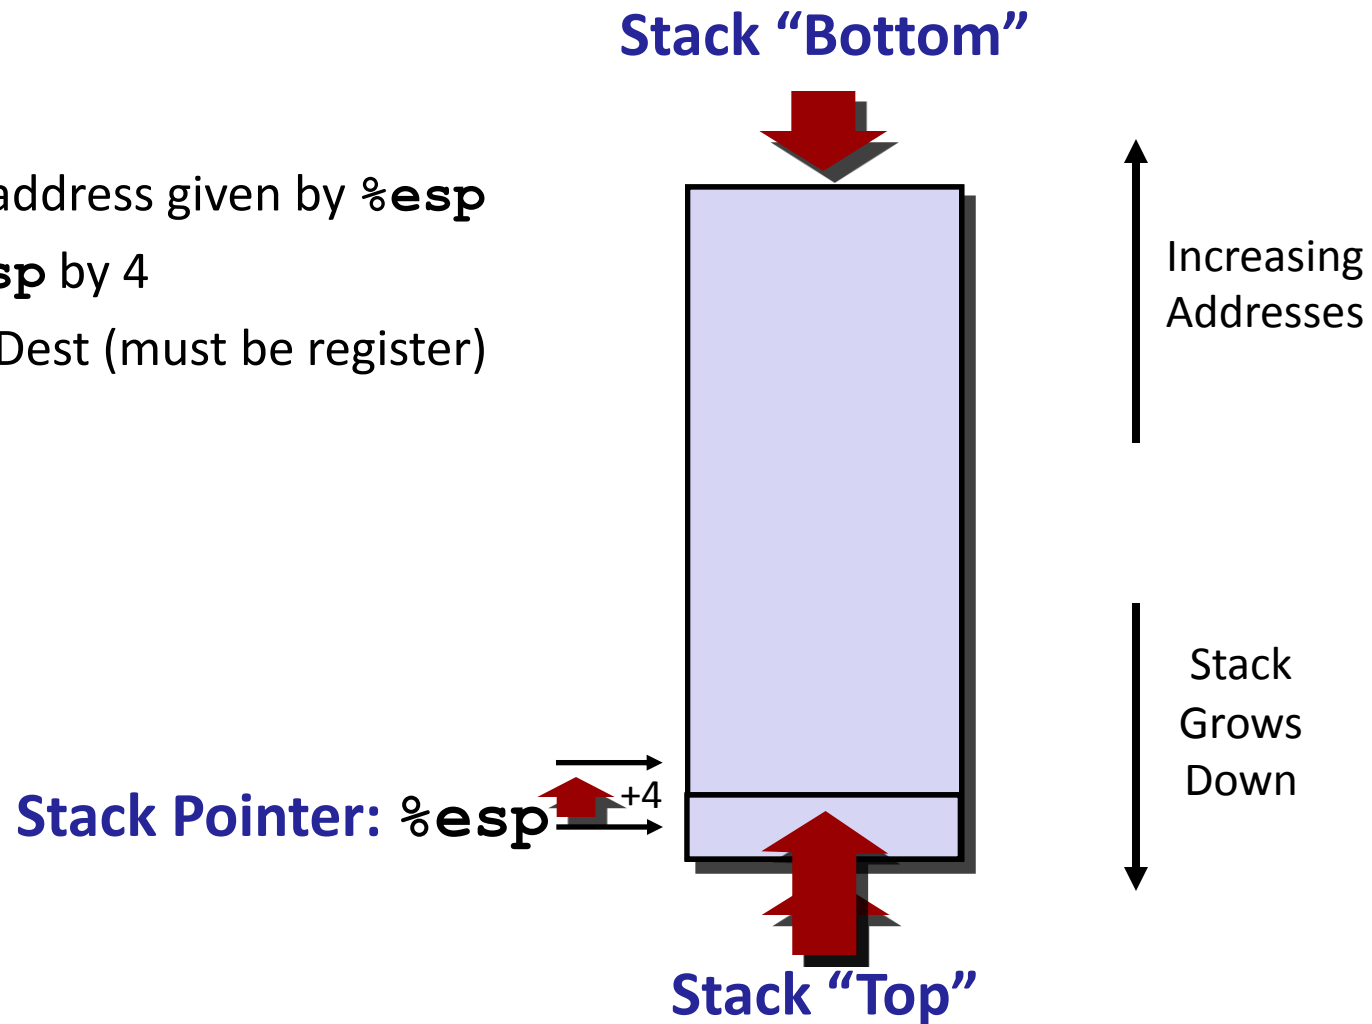 Stack “Bottom”
address given by %esp
sp by 4
Dest (must be register)
Increasing
Addresses
Stack
Grows
Down
+4
Stack Pointer: %esp
Stack “Top”